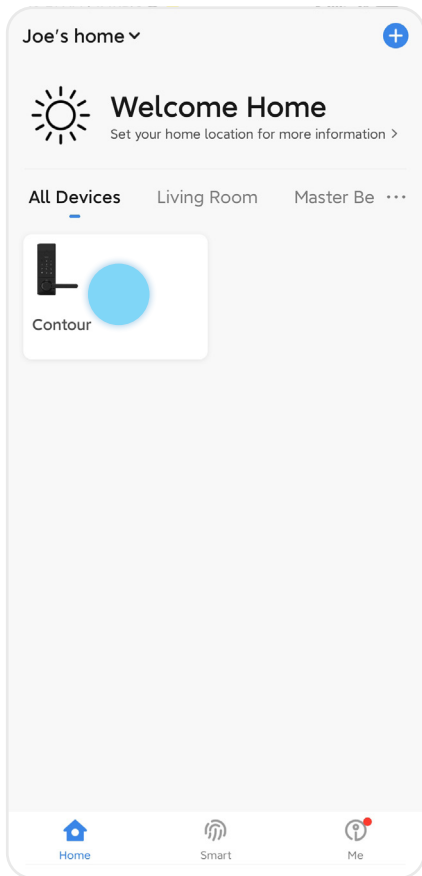 Joe's home
Welcome Home
Set your home location for more information >
All Devices Living Room Master Be ...
Contour
Home Smart Me